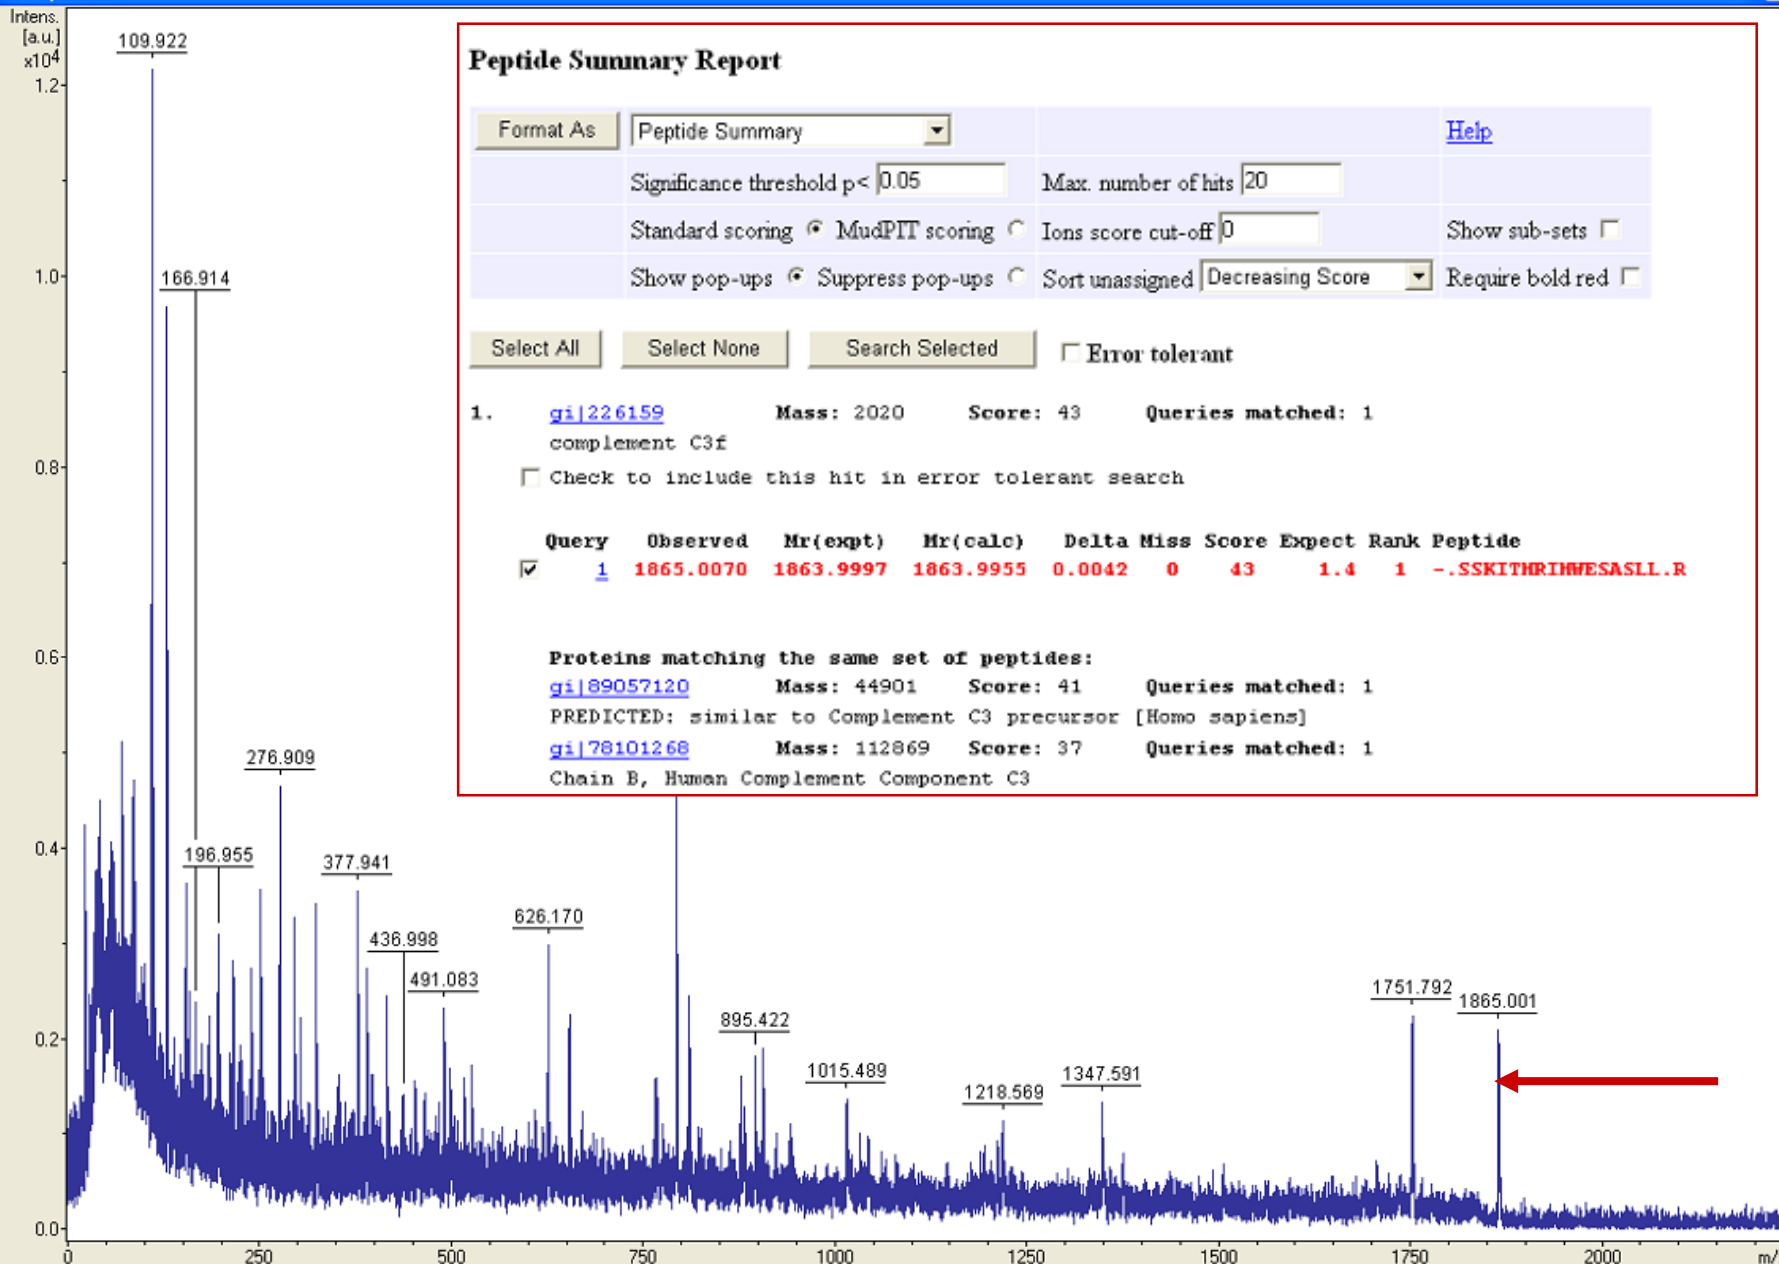 Intens.
[a.u.]
x10⁴
1.2
1.0
0.8
0.6
0.4
0.2
0.0
109.922
166.914
196.955
276.909
377.941
436.998
491.083
626.170
895.422
1015.489
1218.569
1347.591
1751.792
1865.001
0 250 500 750 1000 1250 1500 1750 2000 m/
Peptide Summary Report
Format As Peptide Summary Help
Significance threshold p< 0.05 Max. number of hits 20
Standard scoring MudPIT scoring Ions score cut-off 0 Show sub-sets
Show pop-ups Suppress pop-ups Sort unassigned Decreasing Score Require bold red
Select All Select None Search Selected Error tolerant
1. gi|226159 Mass: 2020 Score: 43 Queries matched: 1
complement C3f
Check to include this hit in error tolerant search
Query Observed Mr(expt) Mr(calc) Delta Miss Score Expect Rank Peptide
1 1865.0070 1863.9997 1863.9955 0.0042 0 43 1.4 1 -.SSKITHRIHWESASLL.R
Proteins matching the same set of peptides:
gi|89057120 Mass: 44901 Score: 41 Queries matched: 1
PREDICTED: similar to Complement C3 precursor [Homo sapiens]
gi|78101268 Mass: 112869 Score: 37 Queries matched: 1
Chain B, Human Complement Component C3